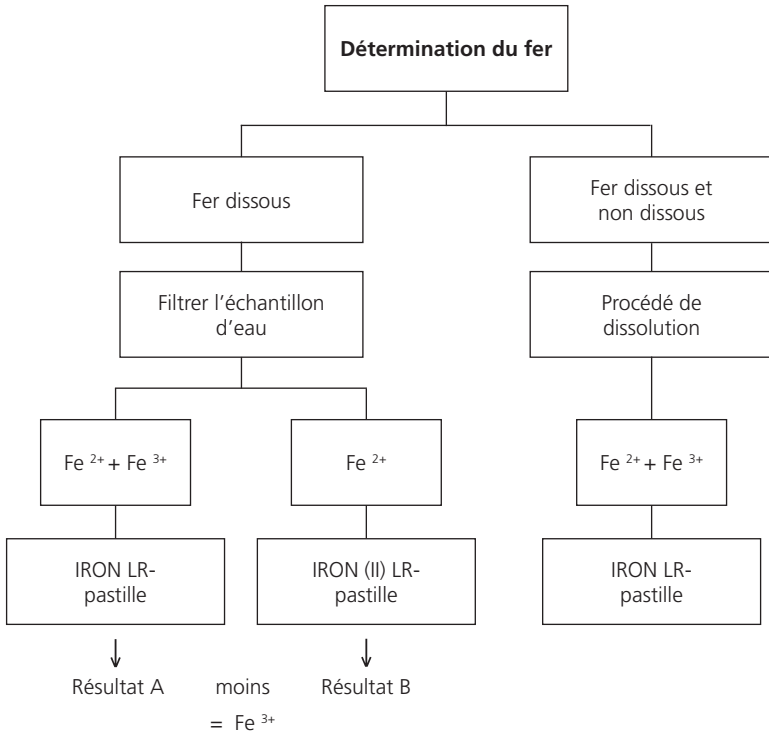 Détermination du fer
Fer dissous
Fer dissous et
non dissous
Filtrer l'échantillon
d'eau
Procédé de
dissolution
Fe 2+ + Fe 3+
Fe 2+
Fe 2+ + Fe 3+
IRON LR-
pastille
IRON (II) LR-
pastille
IRON LR-
pastille
Résultat A moins Résultat B
= Fe 3+